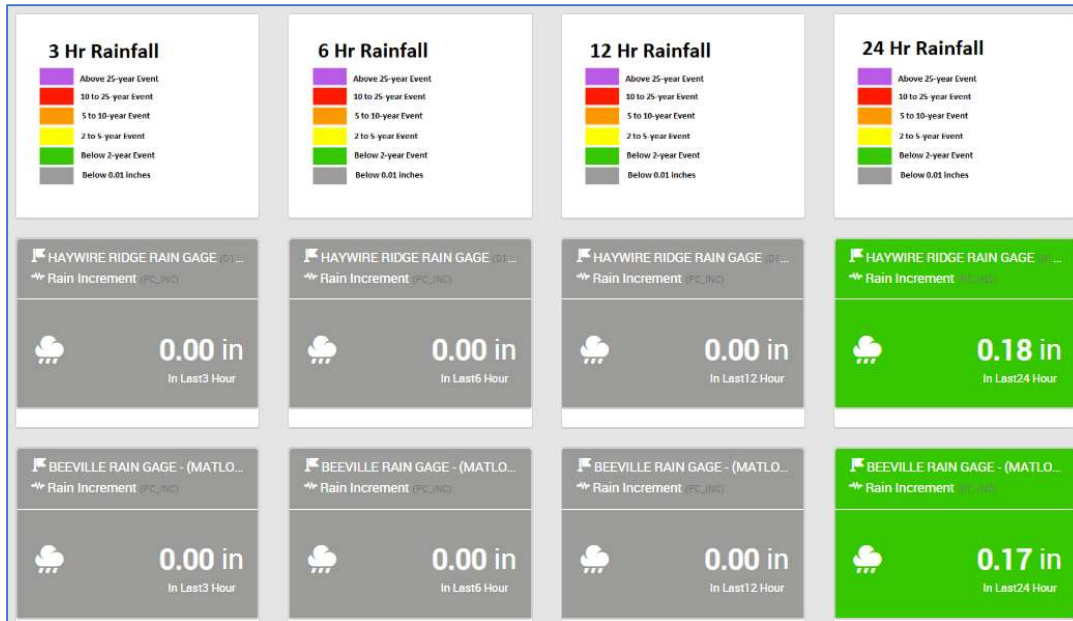 3 Hr Rainfall
Above 25-year Event
10 to 25-year Event
5 to 10-year Event
2 to 5-year Event
Below 2-year Event
Below 0.01 inches
6 Hr Rainfall
Above 25-year Event
10 to 25-year Event
5 to 10-year Event
2 to 5-year Event
Below 2-year Event
Below 0.01 inches
12 Hr Rainfall
Above 25-year Event
10 to 25-year Event
5 to 10-year Event
2 to 5-year Event
Below 2-year Event
Below 0.01 inches
24 Hr Rainfall
Above 25-year Event
10 to 25-year Event
5 to 10-year Event
2 to 5-year Event
Below 2-year Event
Below 0.01 inches
HAYWIRE RIDGE RAIN GAGE (01...
Rain Increment (PC_INC)
0.00 in
In Last3 Hour
HAYWIRE RIDGE RAIN GAGE (01...
Rain Increment (PC_INC)
0.00 in
In Last6 Hour
HAYWIRE RIDGE RAIN GAGE (01...
Rain Increment (PC_INC)
0.00 in
In Last12 Hour
HAYWIRE RIDGE RAIN GAGE (01...
Rain Increment (PC_INC)
0.18 in
In Last24 Hour
BEEVILLE RAIN GAGE - (MATLO...
Rain Increment (PC_INC)
0.00 in
In Last3 Hour
BEEVILLE RAIN GAGE - (MATLO...
Rain Increment (PC_INC)
0.00 in
In Last6 Hour
BEEVILLE RAIN GAGE - (MATLO...
Rain Increment (PC_INC)
0.00 in
In Last12 Hour
BEEVILLE RAIN GAGE - (MATLO...
Rain Increment (PC_INC)
0.17 in
In Last24 Hour